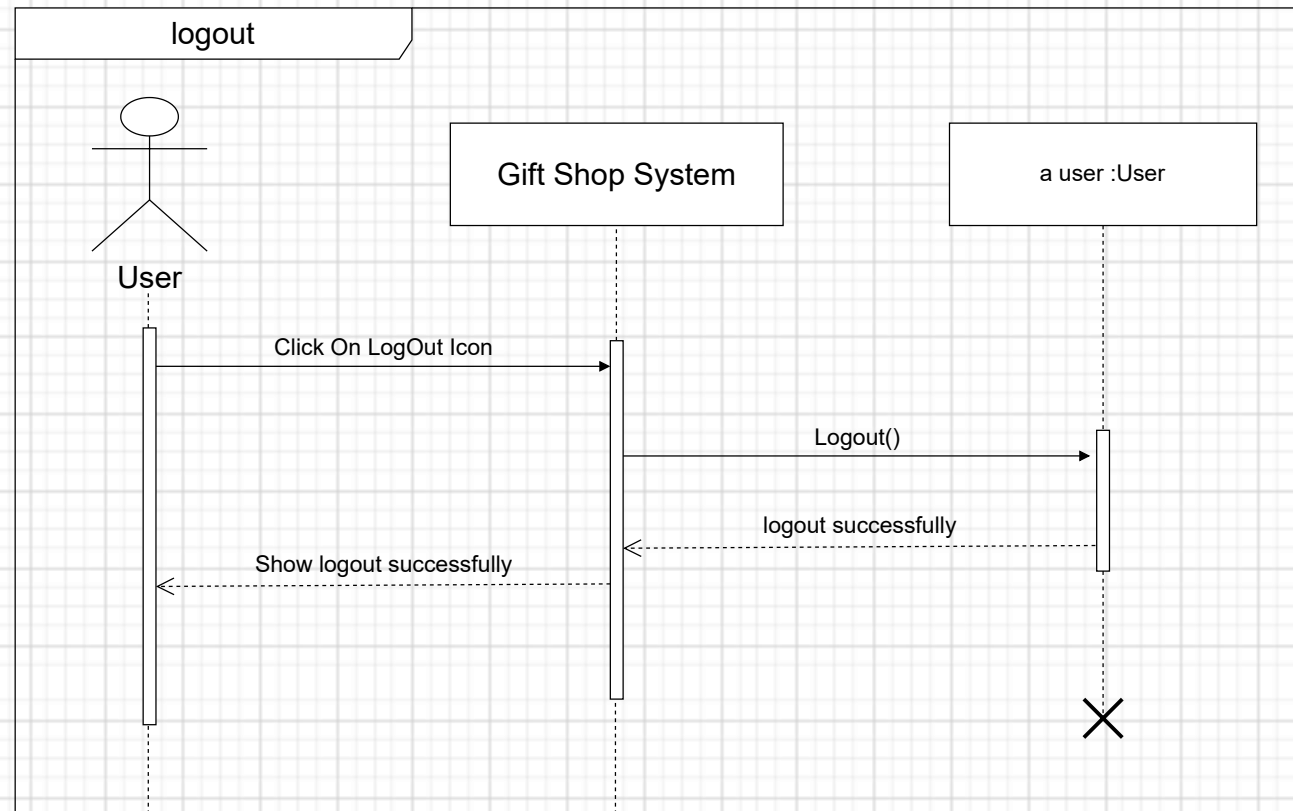 logout
Gift Shop System
a user :User
User
Click On LogOut Icon
Logout()
logout successfully
Show logout successfully